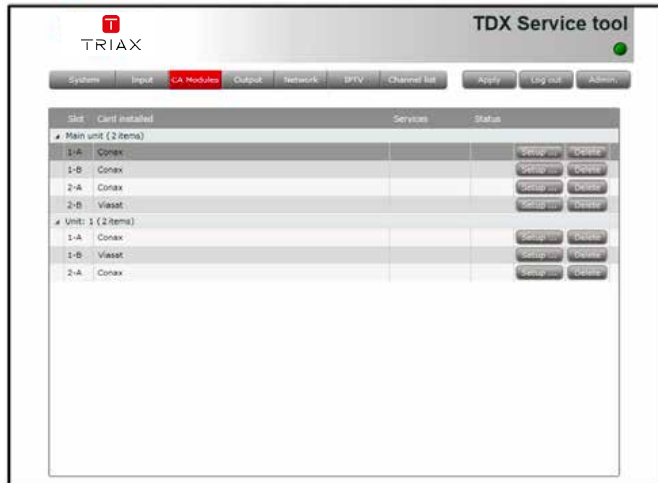 TDX Service tool
TRIAX
System Input CA Modules Output Network IPTV Channel list Apply Log out Admin.
Slot Card installed Services Status
Main unit (2 items)
1-A Conax Setup ... Delete
1-B Conax Setup ... Delete
2-A Conax Setup ... Delete
2-B Viasat Setup ... Delete
Unit: 1 (2 items)
1-A Conax Setup ... Delete
1-B Viasat Setup ... Delete
2-A Conax Setup ... Delete